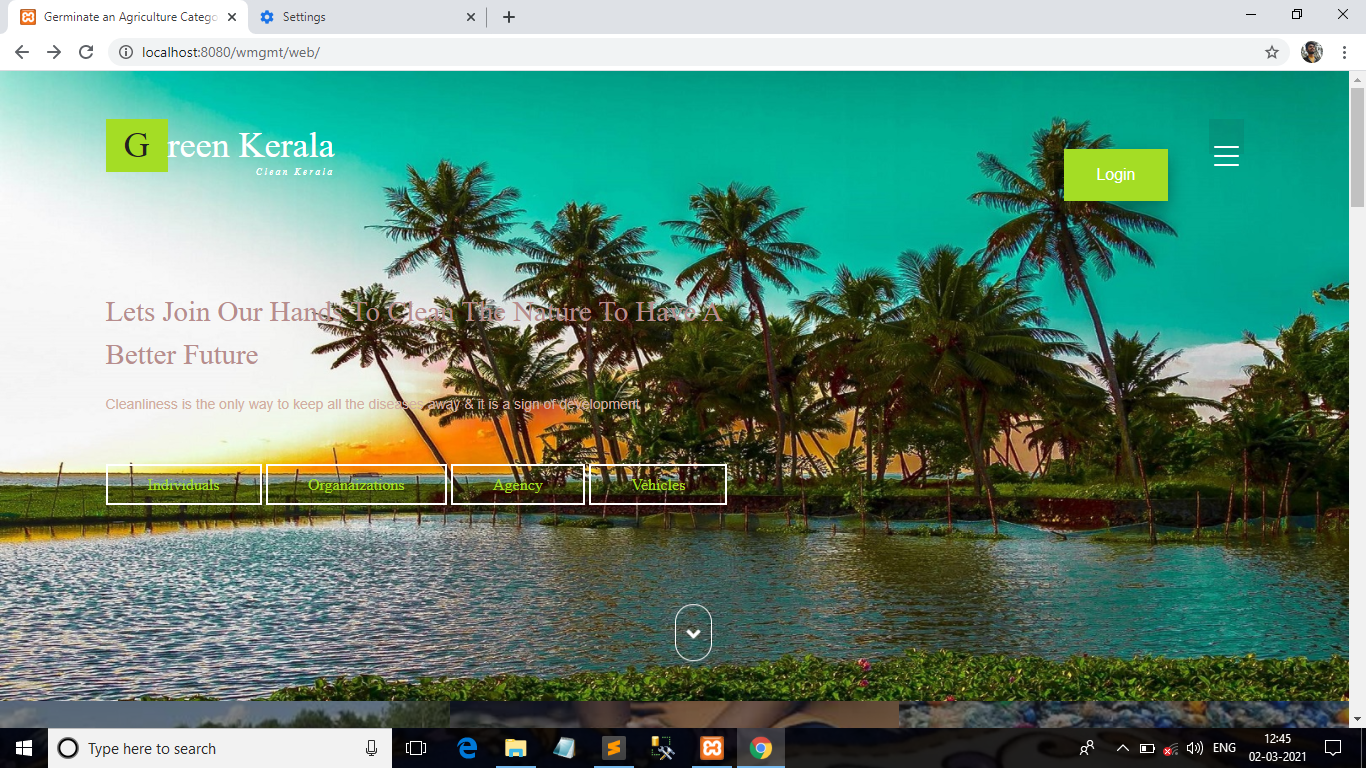 Germinate an Agriculture Catego
Settings
localhost:8080/wmgmt/web/
Green Kerala
Clean Kerala
Login
Lets Join Our Hands To Clean The Nature To Have A
Better Future
Cleanliness is the only way to keep all the diseases away & it is a sign of development.
Individuals
Organaizations
Agency
Vehicles
Type here to search
ENG
12:45
02-03-2021